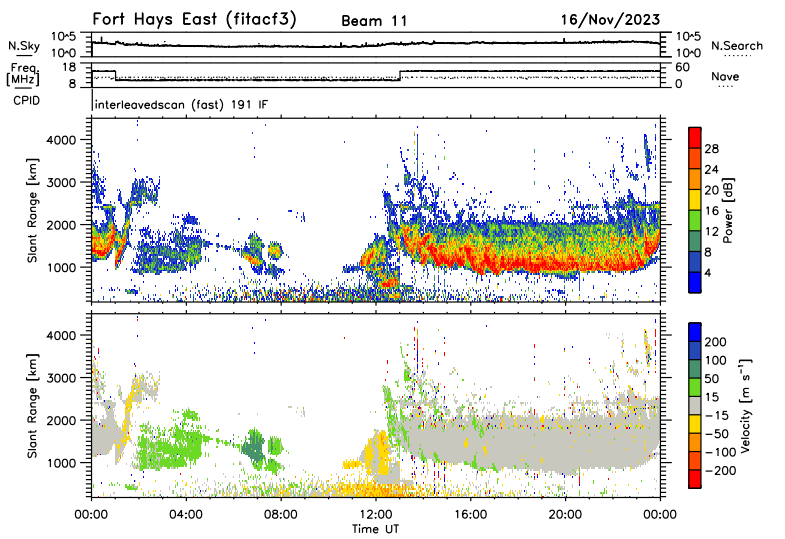 Fort Hays East (fitacf3) Beam 11 16/Nov/2023
N.Sky 10^5 10^0 10^5 10^0 N.Search
Freq. [MHz] 18 8 60 0 Nave
CPID interleavedscan (fast) 191 IF
Slant Range [km] 4000 3000 2000 1000
Power [dB] 28 24 20 16 12 8 4
Slant Range [km] 4000 3000 2000 1000
Velocity [m s⁻¹] 200 100 50 15 −15 −50 −100 −200
00:00 04:00 08:00 12:00 16:00 20:00 00:00
Time UT